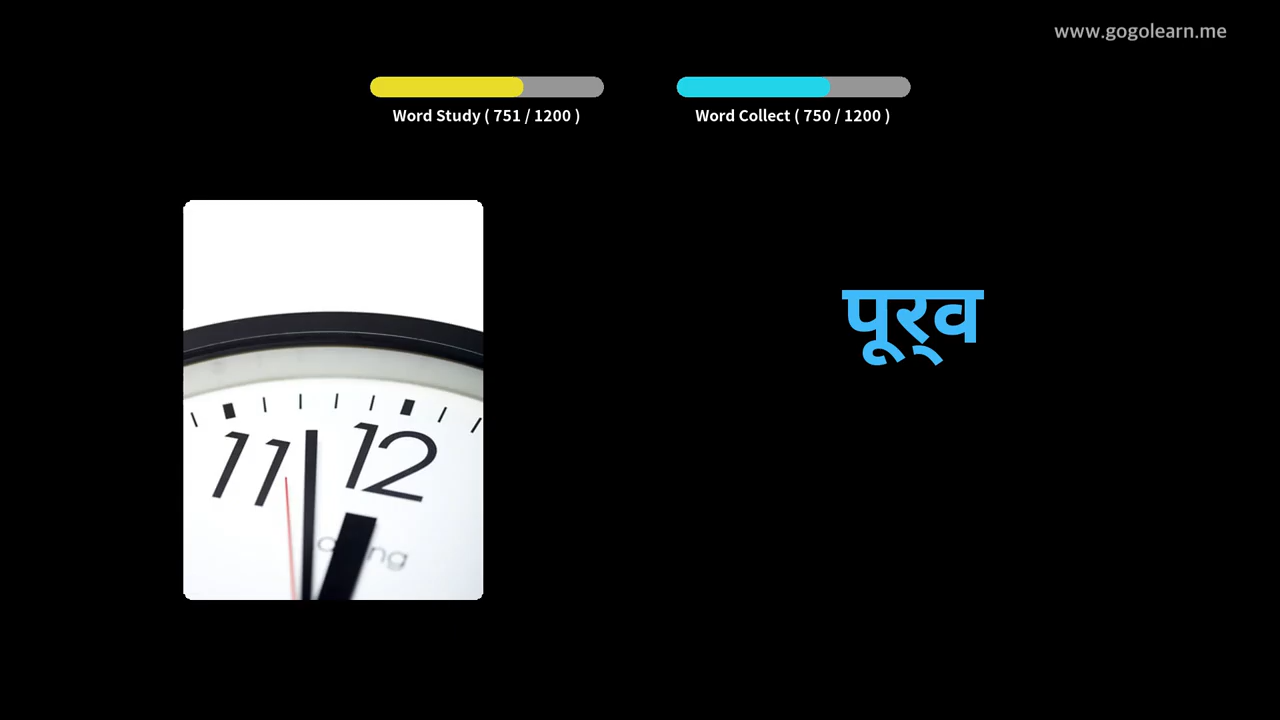 www.gogolearn.me
Word Study ( 751 / 1200 )
Word Collect ( 750 / 1200 )
पूर्व
11
12